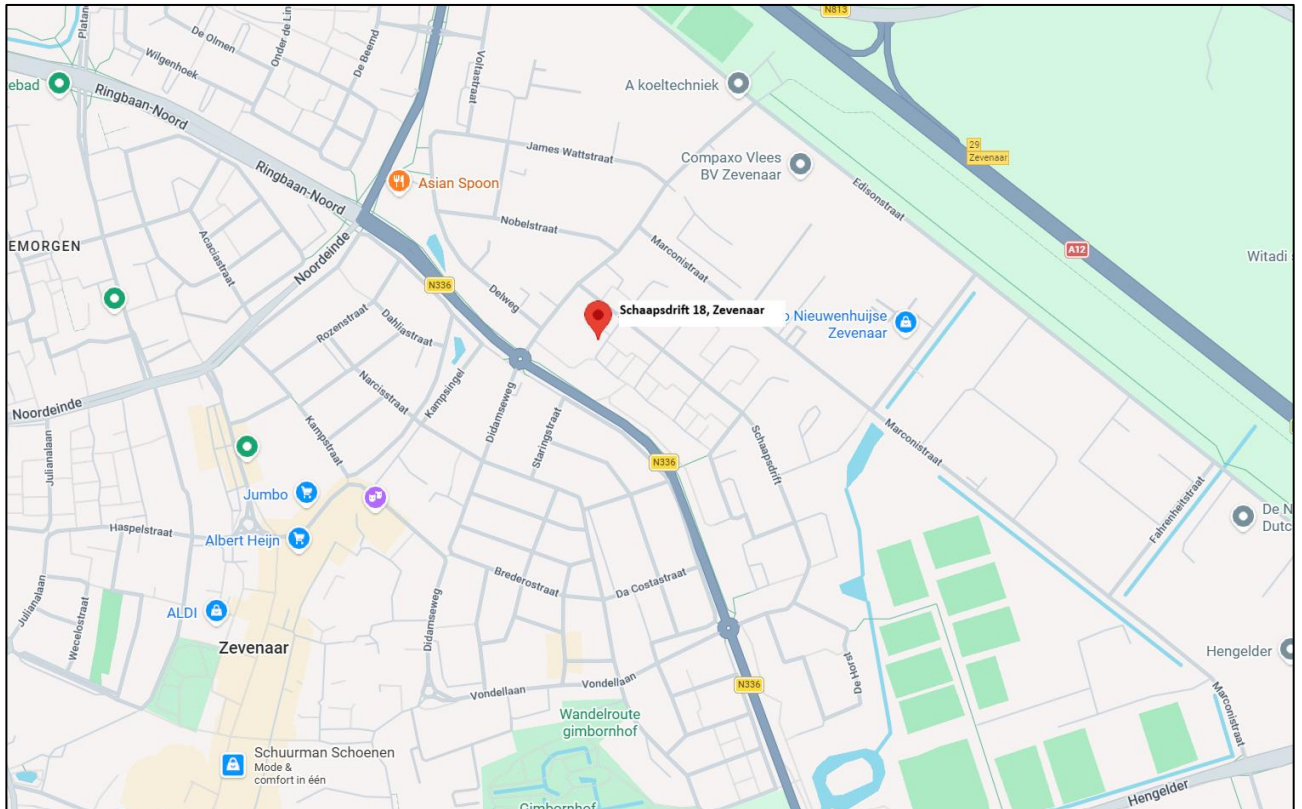 N813
Platan
De Olmen
Onder de Lin
Wilgenhoek
De Beemd
Voltastraat
ebad
Ringbaan-Noord
A koeltechniek
29
Zevenaar
James Wattstraat
Compaxo Vlees
BV Zevenaar
Ringbaan-Noord
Asian Spoon
Edisonstraat
Nobelstraat
EMORGEN
Acaciastraat
Noordeinde
Marconistraat
A12
Witadi
N336
Delweg
Schaapsdrift 18, Zevenaar
o Nieuwenhuijse
Zevenaar
Rozenstraat
Dahliastraat
Narcisstraat
Kampsingel
Didamseweg
Noordeinde
Kampstraat
Staringstraat
Schaapsdrift
Marconistraat
Julianalaan
N336
Jumbo
Fahrenheitstraat
De N
Dutc
Haspelstraat
Albert Heijn
Brederostraat
Da Costastraat
Julianalaan
Wecelostraat
ALDI
Didamseweg
Zevenaar
De Horst
Hengelder
Vondellaan
Vondellaan
N336
Marconistraat
Wandelroute
gimbornhof
Schuurman Schoenen
Mode &
comfort in één
Gimbornhof
Hengelder